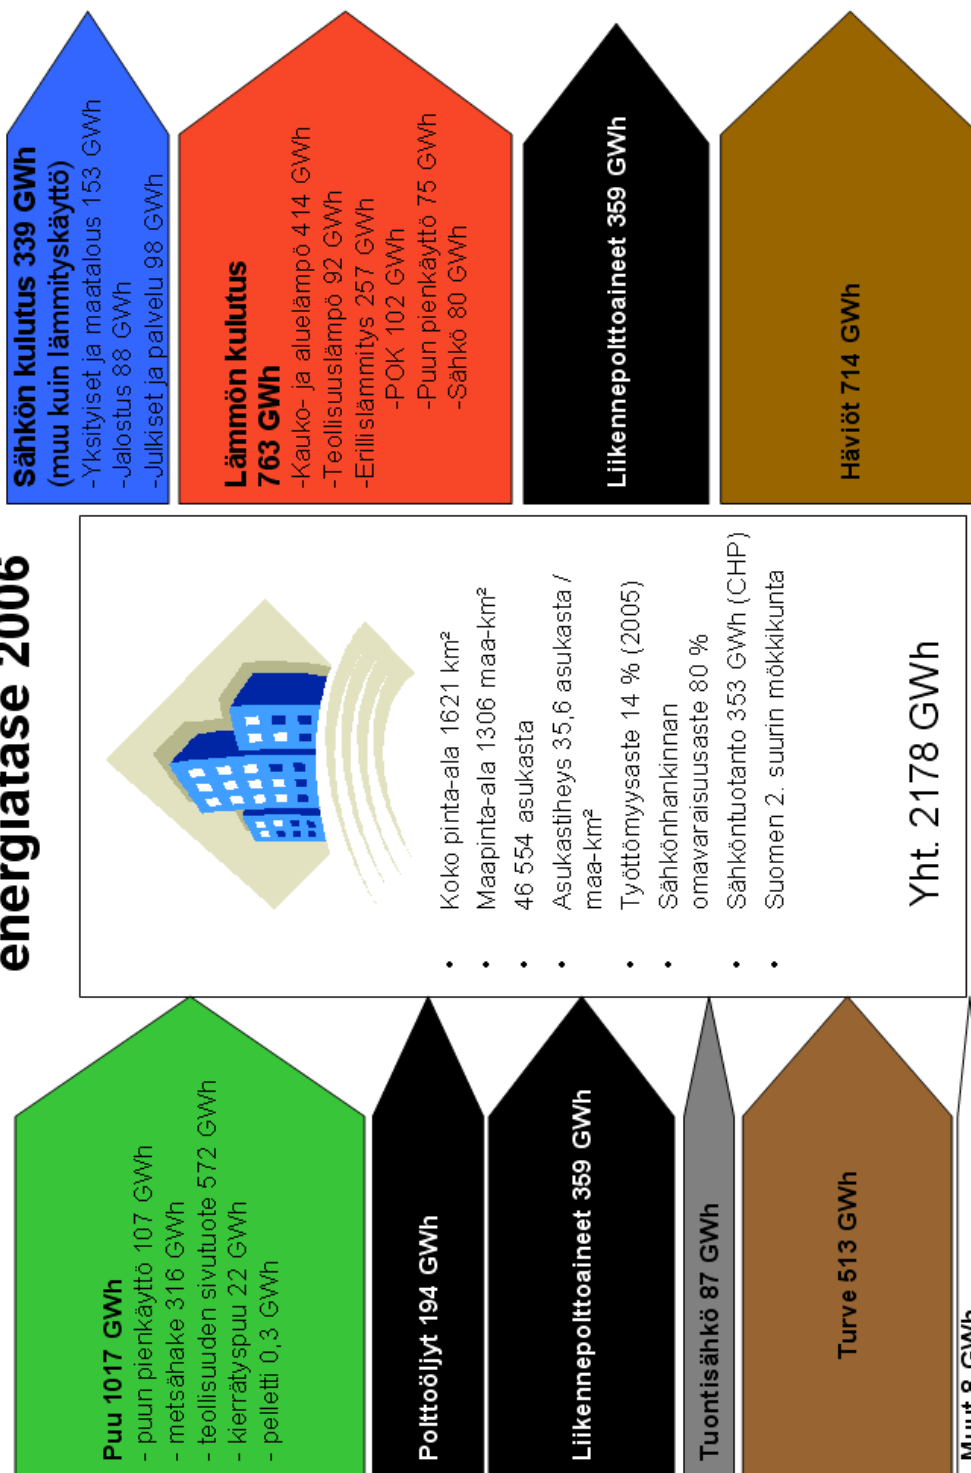 energiatase 2006
Puu 1017 GWh
- puun pienkäyttö 107 GWh
- metsähake 316 GWh
- teollisuuden sivutuote 572 GWh
- kierrätyspuu 22 GWh
- pelletti 0,3 GWh
Polttoöljyt 194 GWh
Liikennepolttoaineet 359 GWh
Tuontisähkö 87 GWh
Turve 513 GWh
Muut 8 GWh
• Koko pinta-ala 1621 km²
• Maapinta-ala 1306 maa-km²
• 46 554 asukasta
• Asukastiheys 35,6 asukasta /
maa-km²
• Työttömyysaste 14 % (2005)
• Sähkönhankinnan
omavaraisuusaste 80 %
• Sähköntuotanto 353 GWh (CHP)
• Suomen 2. suurin mökkikunta
Yht. 2178 GWh
Sähkön kulutus 339 GWh
(muu kuin lämmityskäyttö)
-Yksityiset ja maatalous 153 GWh
-Jalostus 88 GWh
-Julkiset ja palvelu 98 GWh
Lämmön kulutus
763 GWh
-Kauko- ja aluelämpö 414 GWh
-Teollisuuslämpö 92 GWh
-Erillislämmitys 257 GWh
-POK 102 GWh
-Puun pienkäyttö 75 GWh
-Sähkö 80 GWh
Liikennepolttoaineet 359 GWh
Häviöt 714 GWh